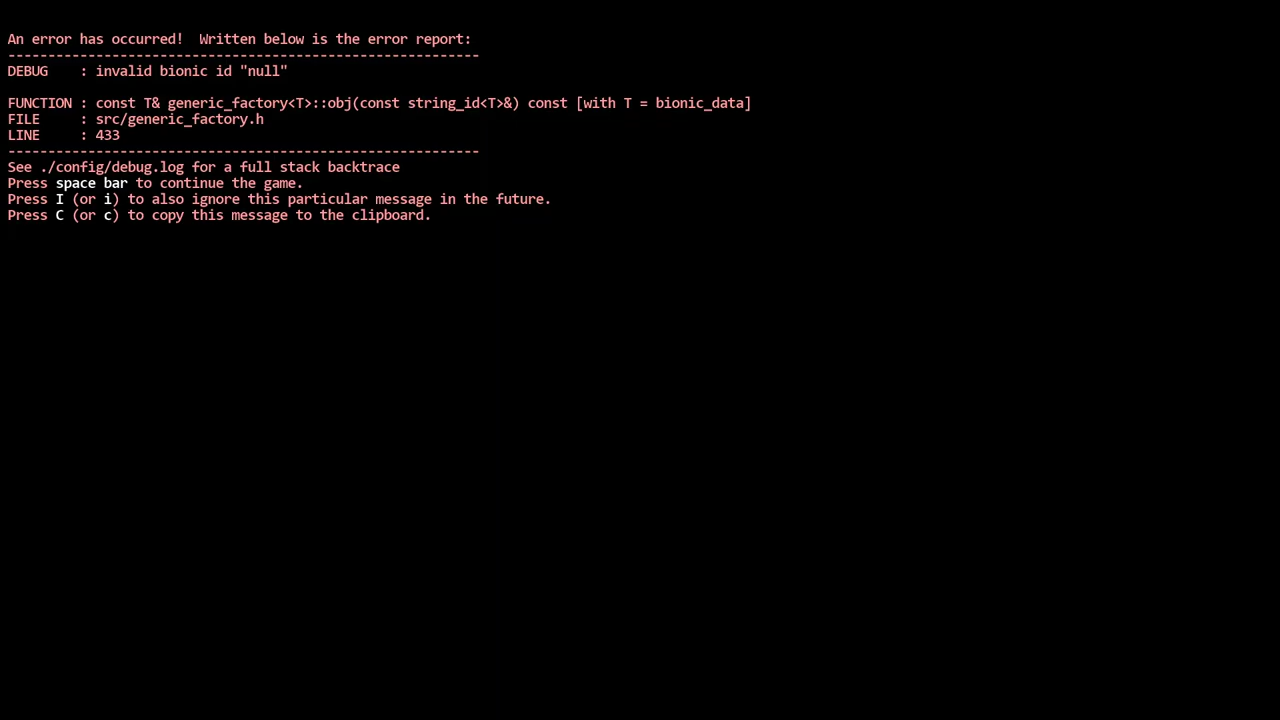 An error has occurred!  Written below is the error report:
-----------------------------------------------------------
DEBUG    : invalid bionic id "null"

FUNCTION : const T& generic_factory<T>::obj(const string_id<T>&) const [with T = bionic_data]
FILE     : src/generic_factory.h
LINE     : 433
-----------------------------------------------------------
See ./config/debug.log for a full stack backtrace
Press space bar to continue the game.
Press I (or i) to also ignore this particular message in the future.
Press C (or c) to copy this message to the clipboard.